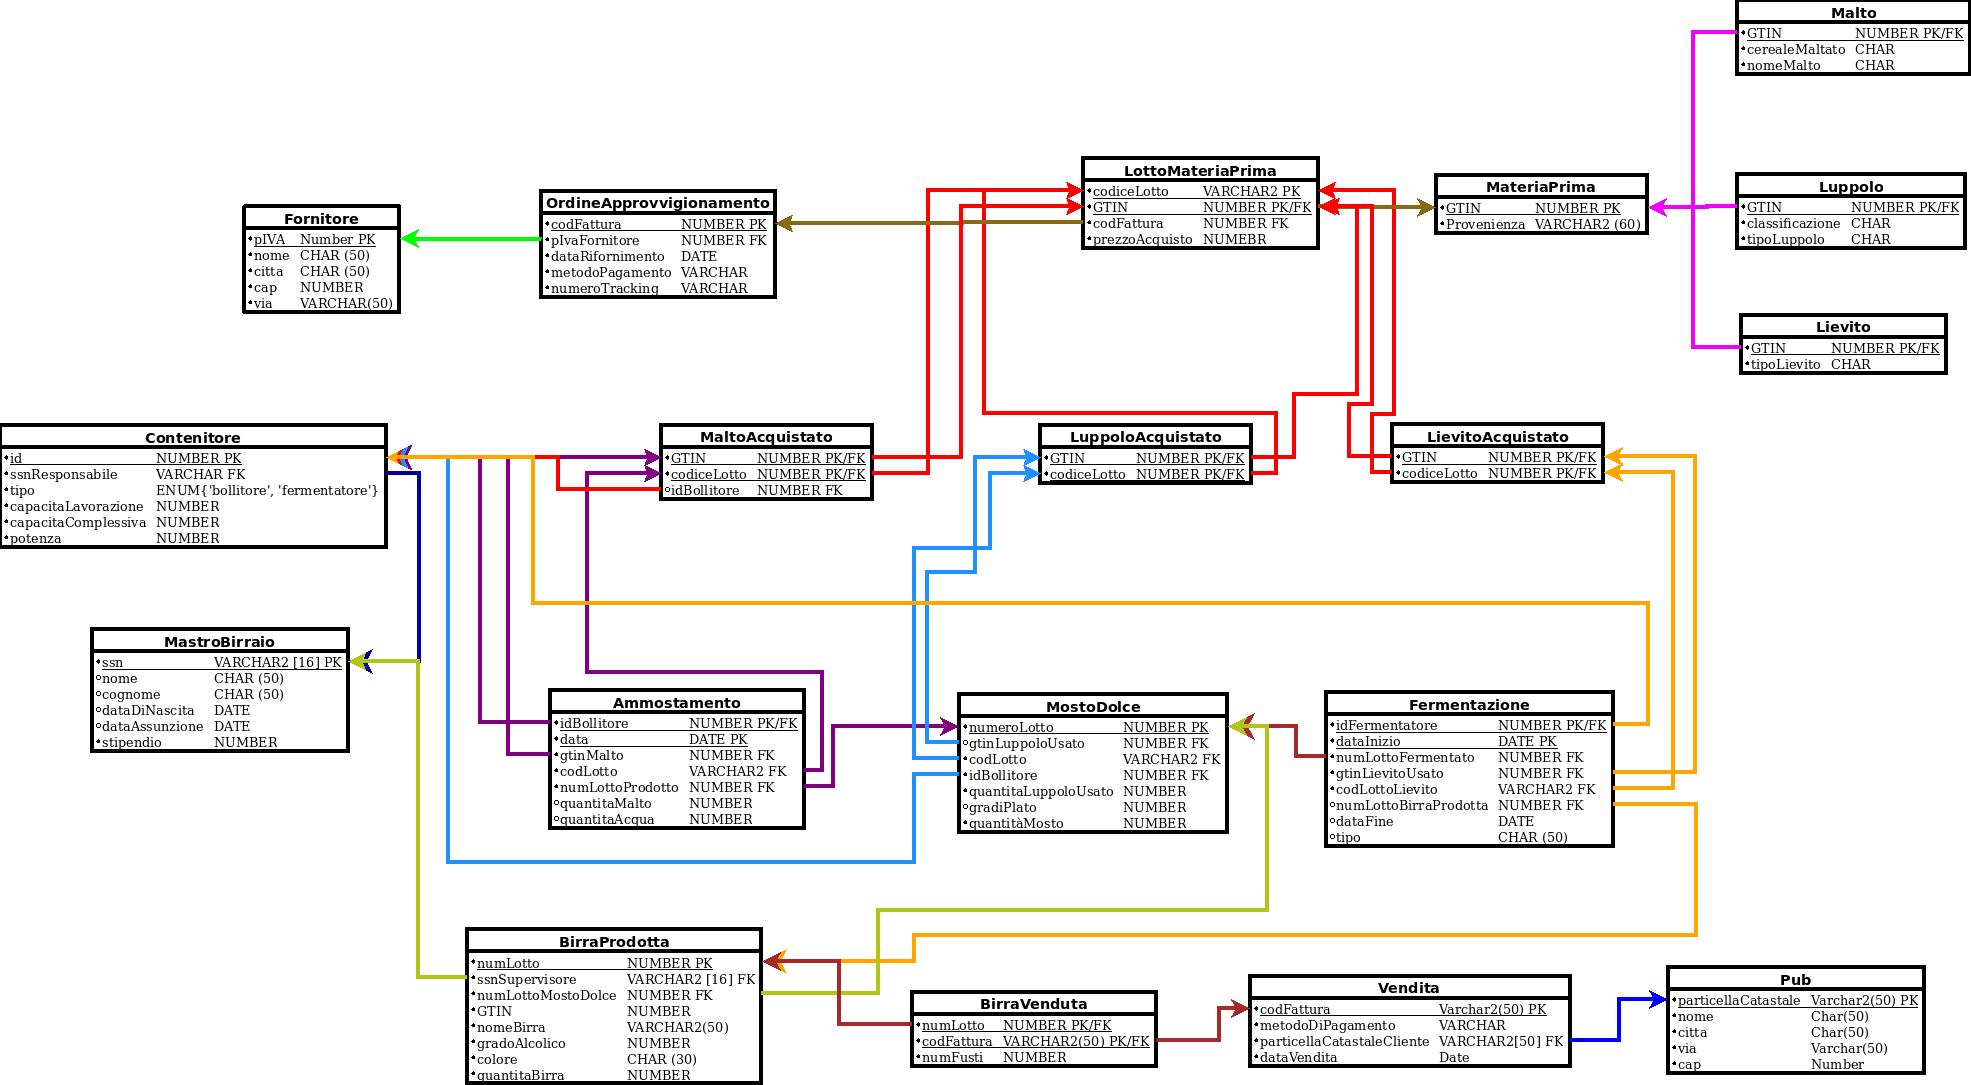 Malto
GTIN NUMBER PK/FK
cerealeMaltato CHAR
nomeMalto CHAR
LottoMateriaPrima
codiceLotto VARCHAR2 PK
GTIN NUMBER PK/FK
codFattura NUMBER FK
prezzoAcquisto NUMEBR
MateriaPrima
GTIN NUMBER PK
Provenienza VARCHAR2 (60)
Luppolo
GTIN NUMBER PK/FK
classificazione CHAR
tipoLuppolo CHAR
OrdineApprovvigionamento
codFattura NUMBER PK
pIvaFornitore NUMBER FK
dataRifornimento DATE
metodoPagamento VARCHAR
numeroTracking VARCHAR
Fornitore
pIVA Number PK
nome CHAR (50)
citta CHAR (50)
cap NUMBER
via VARCHAR(50)
Lievito
GTIN NUMBER PK/FK
tipoLievito CHAR
Contenitore
id NUMBER PK
ssnResponsabile VARCHAR FK
tipo ENUM{'bollitore', 'fermentatore'}
capacitaLavorazione NUMBER
capacitaComplessiva NUMBER
potenza NUMBER
MaltoAcquistato
GTIN NUMBER PK/FK
codiceLotto NUMBER PK/FK
idBollitore NUMBER FK
LuppoloAcquistato
GTIN NUMBER PK/FK
codiceLotto NUMBER PK/FK
LievitoAcquistato
GTIN NUMBER PK/FK
codiceLotto NUMBER PK/FK
MastroBirraio
ssn VARCHAR2 [16] PK
nome CHAR (50)
cognome CHAR (50)
dataDiNascita DATE
dataAssunzione DATE
stipendio NUMBER
Ammostamento
idBollitore NUMBER PK/FK
data DATE PK
gtinMalto NUMBER FK
codLotto VARCHAR2 FK
numLottoProdotto NUMBER FK
quantitaMalto NUMBER
quantitaAcqua NUMBER
MostoDolce
numeroLotto NUMBER PK
gtinLuppoloUsato NUMBER FK
codLotto VARCHAR2 FK
idBollitore NUMBER FK
quantitaLuppoloUsato NUMBER
gradiPlato NUMBER
quantitàMosto NUMBER
Fermentazione
idFermentatore NUMBER PK/FK
dataInizio DATE PK
numLottoFermentato NUMBER FK
gtinLievitoUsato NUMBER FK
codLottoLievito VARCHAR2 FK
numLottoBirraProdotta NUMBER FK
dataFine DATE
tipo CHAR (50)
BirraProdotta
numLotto NUMBER PK
ssnSupervisore VARCHAR2 [16] FK
numLottoMostoDolce NUMBER FK
GTIN NUMBER
nomeBirra VARCHAR2(50)
gradoAlcolico NUMBER
colore CHAR (30)
quantitaBirra NUMBER
BirraVenduta
numLotto NUMBER PK/FK
codFattura VARCHAR2(50) PK/FK
numFusti NUMBER
Vendita
codFattura Varchar2(50) PK
metodoDiPagamento VARCHAR
particellaCatastaleCliente VARCHAR2[50] FK
dataVendita Date
Pub
particellaCatastale Varchar2(50) PK
nome Char(50)
citta Char(50)
via Varchar(50)
cap Number